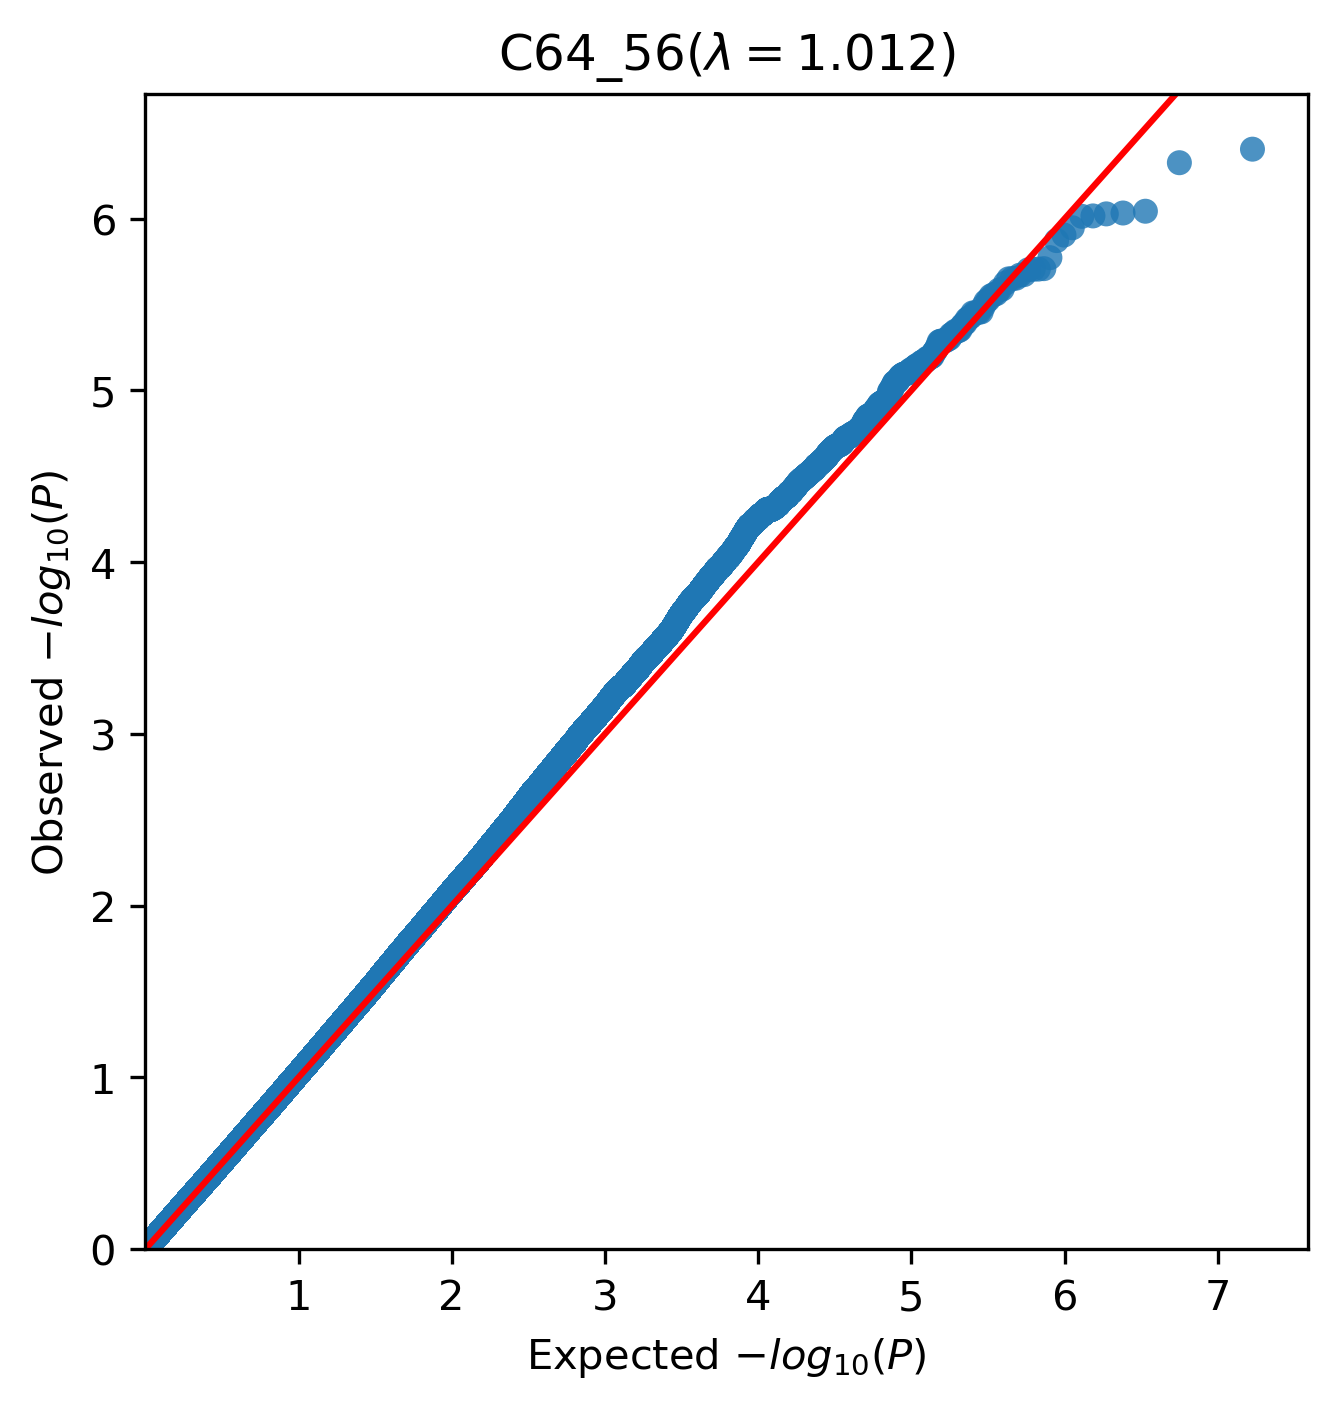 C64_56(λ = 1.012)
Observed −log₁₀(P)
6
5
4
3
2
1
0
1 2 3 4 5 6 7
Expected −log₁₀(P)